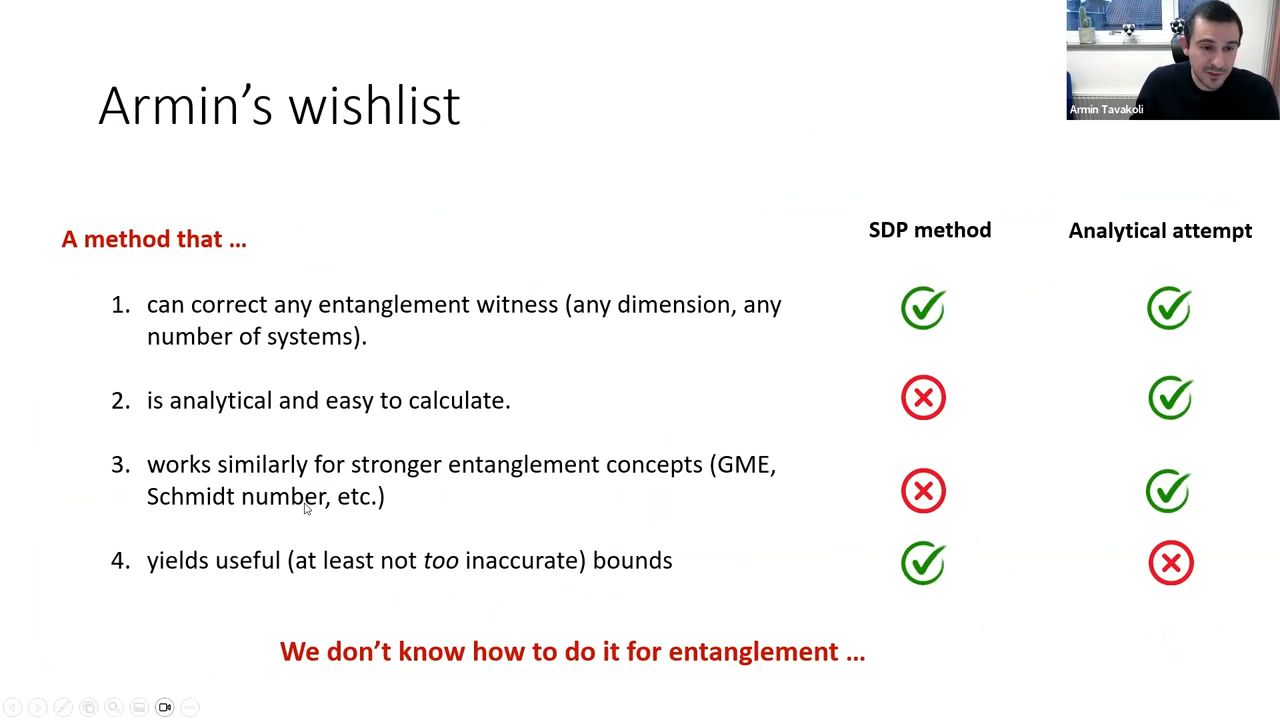 Armin Tavakoli
Armin's wishlist
A method that ...
SDP method
Analytical attempt
1. can correct any entanglement witness (any dimension, any
number of systems).
2. is analytical and easy to calculate.
3. works similarly for stronger entanglement concepts (GME,
Schmidt number, etc.)
4. yields useful (at least not too inaccurate) bounds
We don't know how to do it for entanglement ...